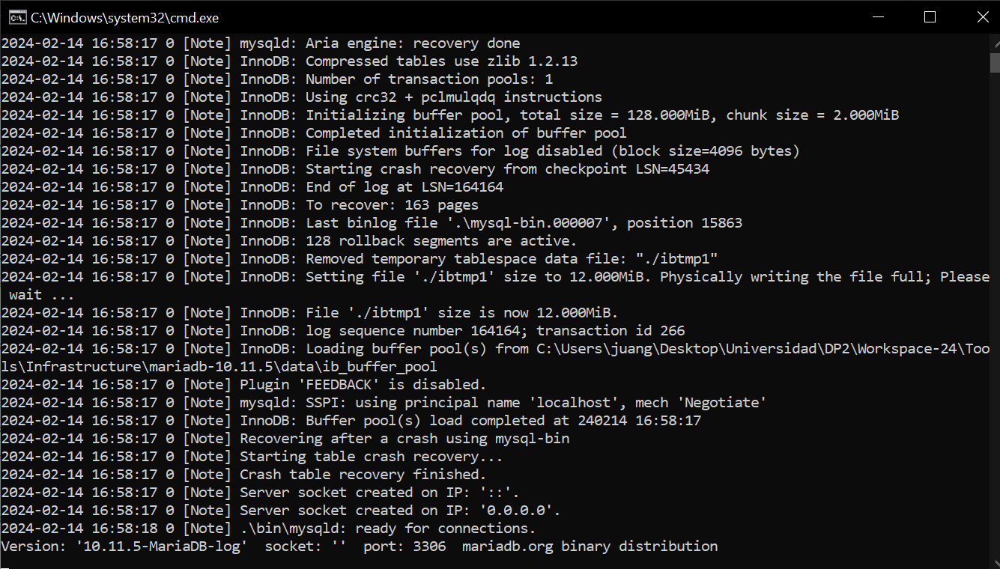 C:\Windows\system32\cmd.exe
2024-02-14 16:58:17 0 [Note] mysqld: Aria engine: recovery done
2024-02-14 16:58:17 0 [Note] InnoDB: Compressed tables use zlib 1.2.13
2024-02-14 16:58:17 0 [Note] InnoDB: Number of transaction pools: 1
2024-02-14 16:58:17 0 [Note] InnoDB: Using crc32 + pclmulqdq instructions
2024-02-14 16:58:17 0 [Note] InnoDB: Initializing buffer pool, total size = 128.000MiB, chunk size = 2.000MiB
2024-02-14 16:58:17 0 [Note] InnoDB: Completed initialization of buffer pool
2024-02-14 16:58:17 0 [Note] InnoDB: File system buffers for log disabled (block size=4096 bytes)
2024-02-14 16:58:17 0 [Note] InnoDB: Starting crash recovery from checkpoint LSN=45434
2024-02-14 16:58:17 0 [Note] InnoDB: End of log at LSN=164164
2024-02-14 16:58:17 0 [Note] InnoDB: To recover: 163 pages
2024-02-14 16:58:17 0 [Note] InnoDB: Last binlog file '.\mysql-bin.000007', position 15863
2024-02-14 16:58:17 0 [Note] InnoDB: 128 rollback segments are active.
2024-02-14 16:58:17 0 [Note] InnoDB: Removed temporary tablespace data file: "./ibtmp1"
2024-02-14 16:58:17 0 [Note] InnoDB: Setting file './ibtmp1' size to 12.000MiB. Physically writing the file full; Please
 wait ...
2024-02-14 16:58:17 0 [Note] InnoDB: File './ibtmp1' size is now 12.000MiB.
2024-02-14 16:58:17 0 [Note] InnoDB: log sequence number 164164; transaction id 266
2024-02-14 16:58:17 0 [Note] InnoDB: Loading buffer pool(s) from C:\Users\juang\Desktop\Universidad\DP2\Workspace-24\Too
ls\Infrastructure\mariadb-10.11.5\data\ib_buffer_pool
2024-02-14 16:58:17 0 [Note] Plugin 'FEEDBACK' is disabled.
2024-02-14 16:58:17 0 [Note] mysqld: SSPI: using principal name 'localhost', mech 'Negotiate'
2024-02-14 16:58:17 0 [Note] InnoDB: Buffer pool(s) load completed at 240214 16:58:17
2024-02-14 16:58:17 0 [Note] Recovering after a crash using mysql-bin
2024-02-14 16:58:17 0 [Note] Starting table crash recovery...
2024-02-14 16:58:17 0 [Note] Crash table recovery finished.
2024-02-14 16:58:17 0 [Note] Server socket created on IP: '::'.
2024-02-14 16:58:17 0 [Note] Server socket created on IP: '0.0.0.0'.
2024-02-14 16:58:18 0 [Note] .\bin\mysqld: ready for connections.
Version: '10.11.5-MariaDB-log'  socket: ''  port: 3306  mariadb.org binary distribution